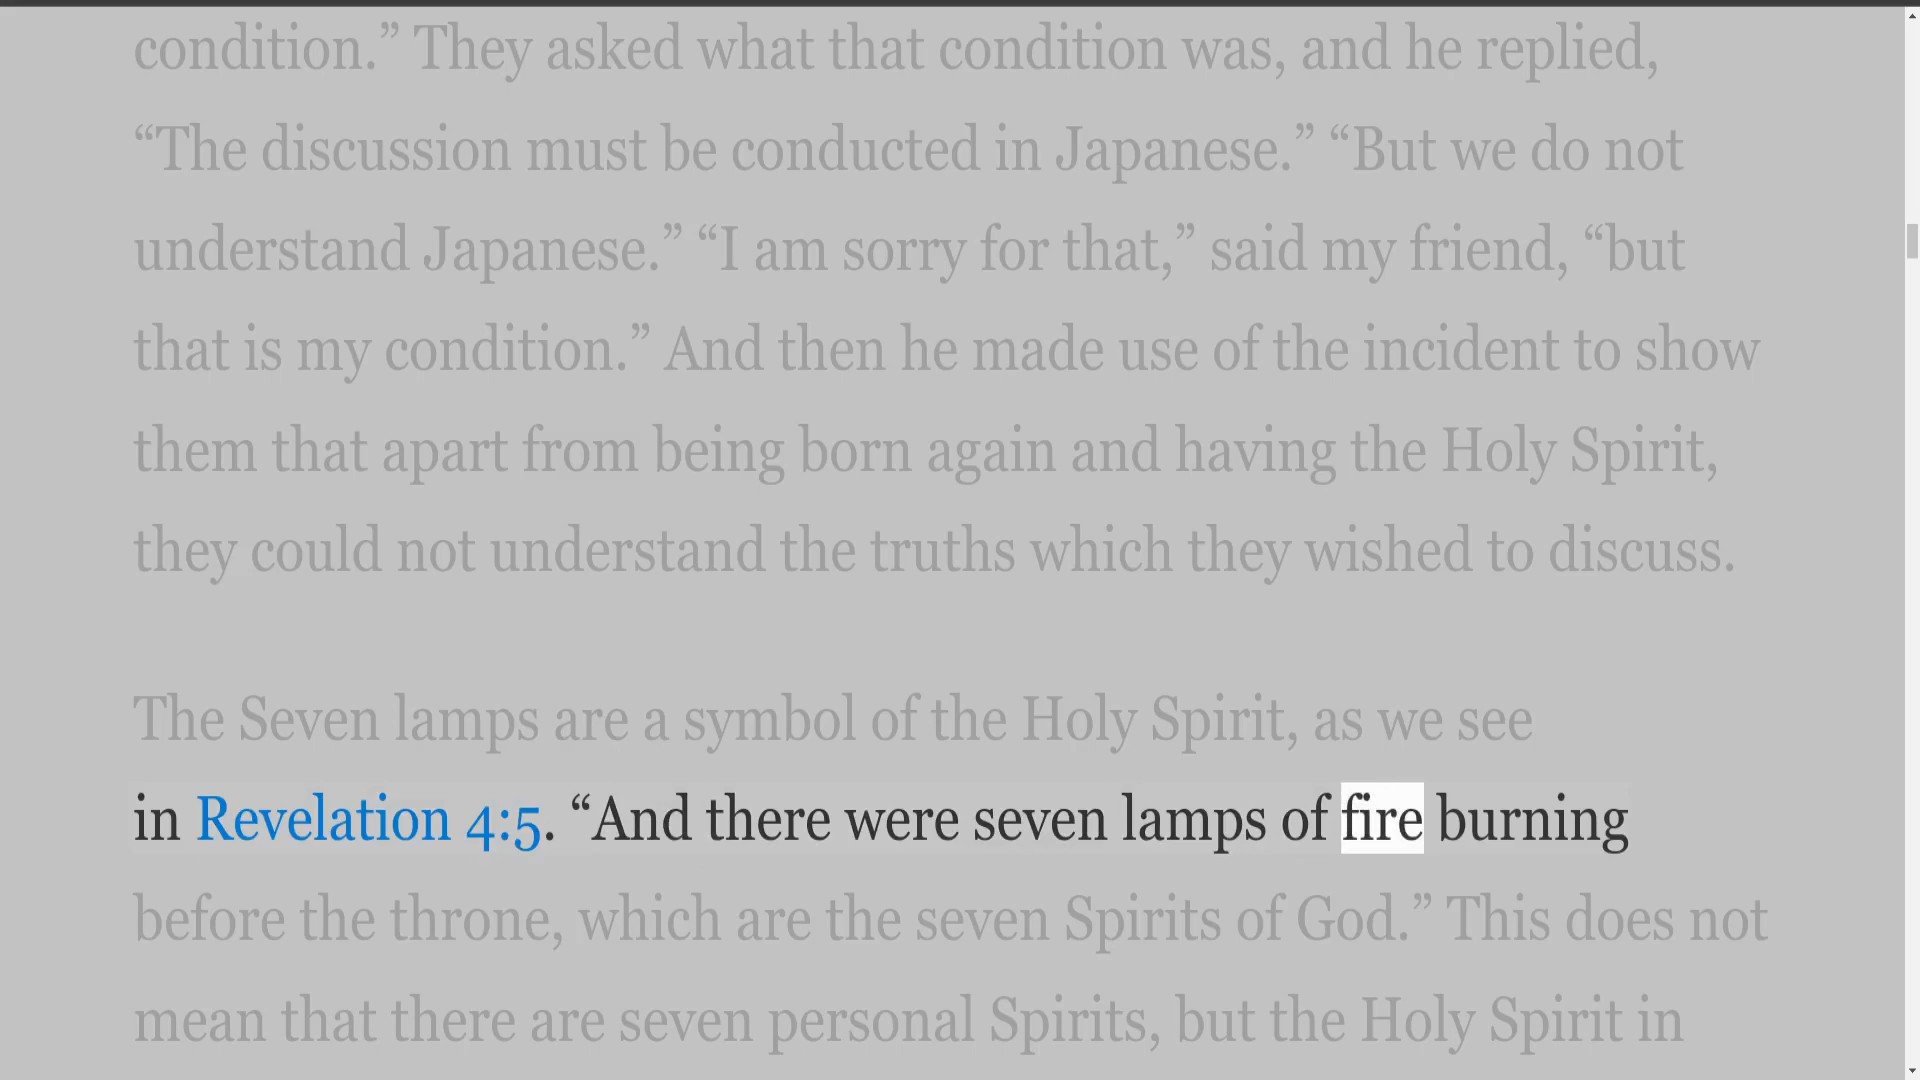 condition.” They asked what that condition was, and he replied,
“The discussion must be conducted in Japanese.” “But we do not
understand Japanese.” “I am sorry for that,” said my friend, “but
that is my condition.” And then he made use of the incident to show
them that apart from being born again and having the Holy Spirit,
they could not understand the truths which they wished to discuss.
The Seven lamps are a symbol of the Holy Spirit, as we see
in Revelation 4:5. “And there were seven lamps of fire burning
before the throne, which are the seven Spirits of God.” This does not
mean that there are seven personal Spirits, but the Holy Spirit in